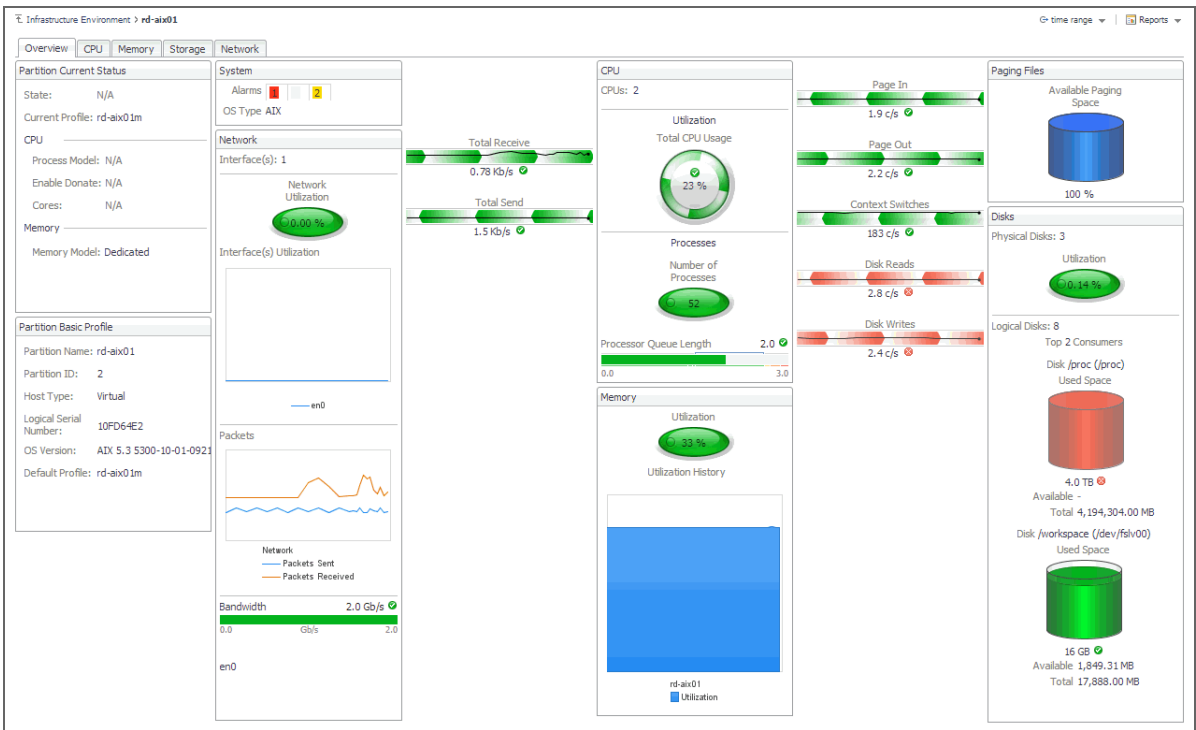 Infrastructure Environment > rd-aix01
time range
Reports
Overview CPU Memory Storage Network
Partition Current Status
State: N/A
Current Profile: rd-aix01m
CPU
Process Model: N/A
Enable Donate: N/A
Cores: N/A
Memory
Memory Model: Dedicated
Partition Basic Profile
Partition Name: rd-aix01
Partition ID: 2
Host Type: Virtual
Logical Serial
Number: 10FD64E2
OS Version: AIX 5.3 5300-10-01-0921
Default Profile: rd-aix01m
System
Alarms 1 2
OS Type AIX
Network
Interface(s): 1
Network
Utilization
0.00 %
Interface(s) Utilization
en0
Packets
Network
Packets Sent
Packets Received
Bandwidth 2.0 Gb/s
0.0 Gb/s 2.0
en0
Total Receive
0.78 Kb/s
Total Send
1.5 Kb/s
CPU
CPUs: 2
Utilization
Total CPU Usage
23 %
Processes
Number of
Processes
52
Processor Queue Length 2.0
0.0 3.0
Memory
Utilization
33 %
Utilization History
rd-aix01
Utilization
Page In
1.9 c/s
Page Out
2.2 c/s
Context Switches
183 c/s
Disk Reads
2.8 c/s
Disk Writes
2.4 c/s
Paging Files
Available Paging
Space
100 %
Disks
Physical Disks: 3
Utilization
0.14 %
Logical Disks: 8
Top 2 Consumers
Disk /proc (/proc)
Used Space
4.0 TB
Available -
Total 4,194,304.00 MB
Disk /workspace (/dev/fslv00)
Used Space
16 GB
Available 1,849.31 MB
Total 17,888.00 MB